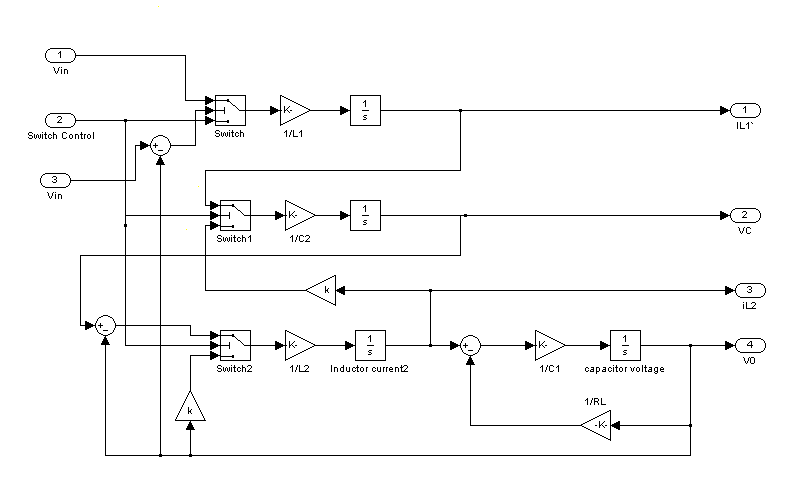 1
Vin
2
Switch Control
3
Vin
+
-
Switch
K-
1/L1
1
s
1
IL1`
Switch1
K-
1/C2
1
s
2
VC
k
3
iL2
+
-
Switch2
K-
1/L2
1
s
Inductor current2
+
-
K-
1/C1
1
s
capacitor voltage
4
V0
k
1/RL
-K-